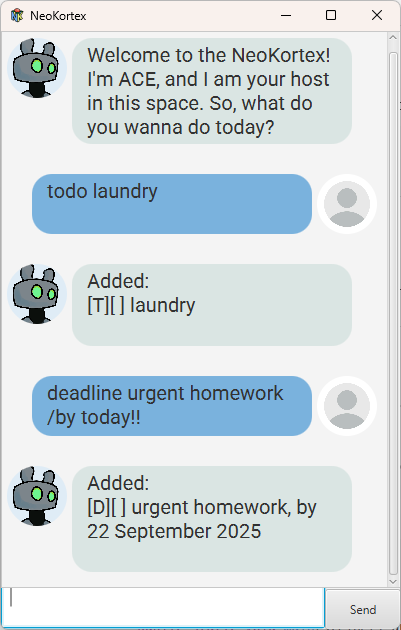 NeoKortex
Welcome to the NeoKortex!
I'm ACE, and I am your host
in this space. So, what do
you wanna do today?
todo laundry
Added:
[T][ ] laundry
deadline urgent homework
/by today!!
Added:
[D][ ] urgent homework, by
22 September 2025
Send